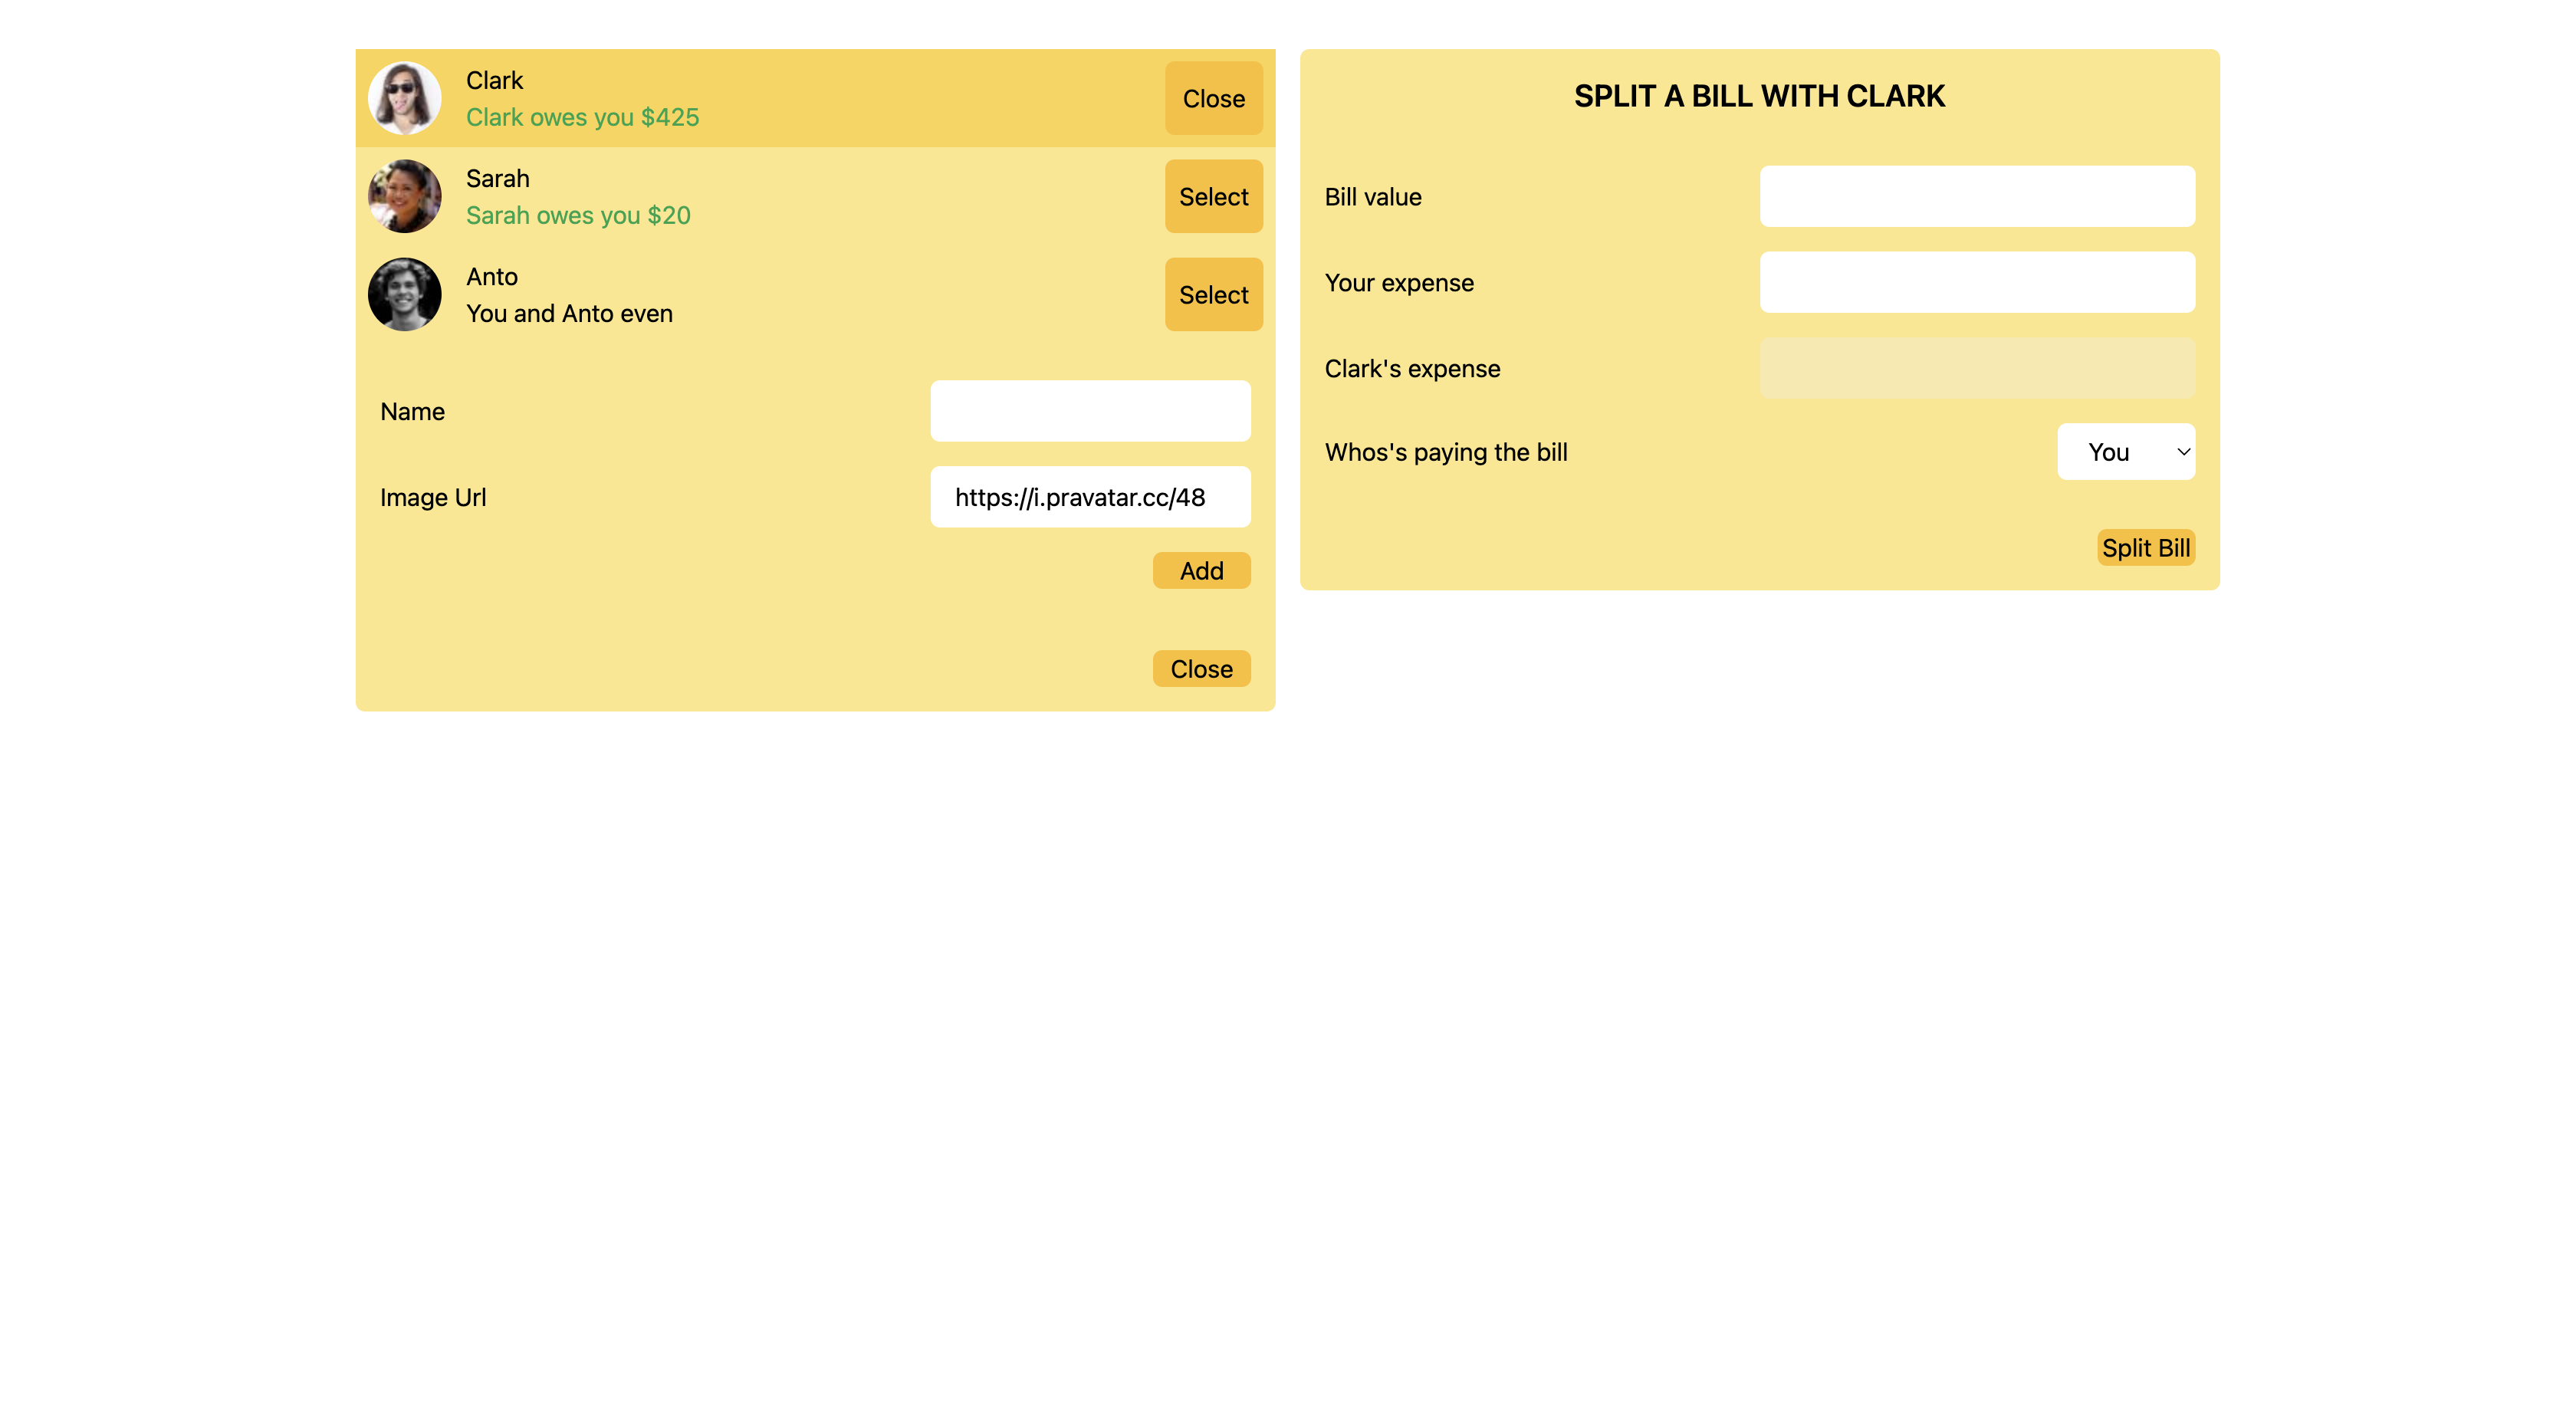 Clark
Clark owes you $425
Close
Sarah
Sarah owes you $20
Select
Anto
You and Anto even
Select
Name
Image Url
https://i.pravatar.cc/48
Add
Close
SPLIT A BILL WITH CLARK
Bill value
Your expense
Clark's expense
Whos's paying the bill
You
Split Bill